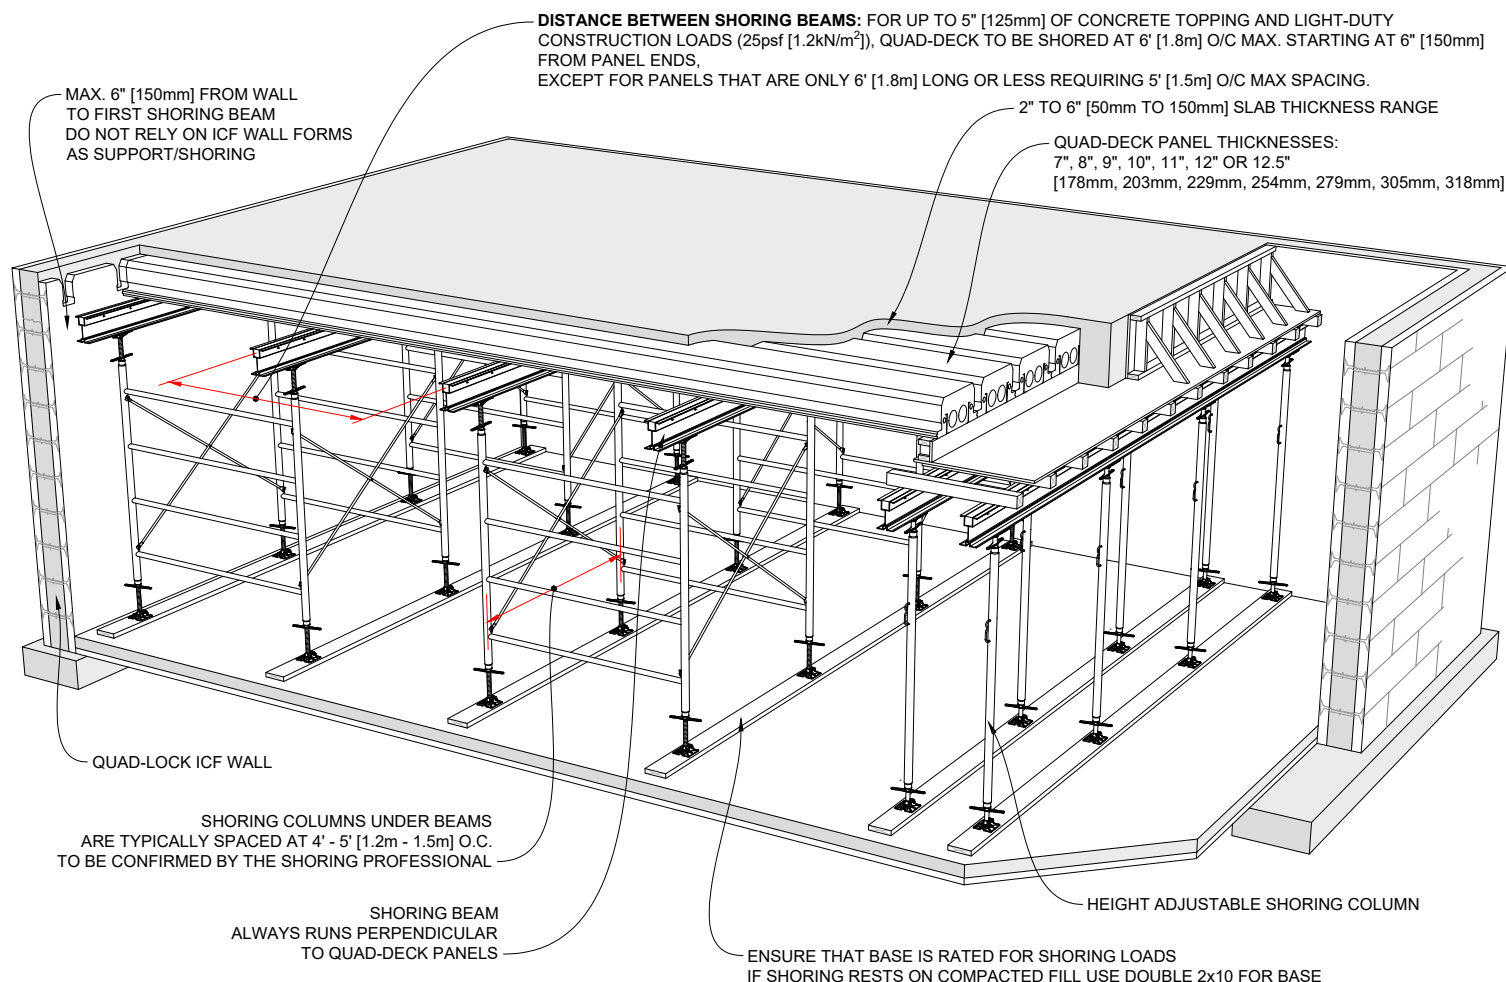 DISTANCE BETWEEN SHORING BEAMS: FOR UP TO 5" [125mm] OF CONCRETE TOPPING AND LIGHT-DUTY
CONSTRUCTION LOADS (25psf [1.2kN/m²]), QUAD-DECK TO BE SHORED AT 6' [1.8m] O/C MAX. STARTING AT 6" [150mm]
FROM PANEL ENDS,
EXCEPT FOR PANELS THAT ARE ONLY 6' [1.8m] LONG OR LESS REQUIRING 5' [1.5m] O/C MAX SPACING.
MAX. 6" [150mm] FROM WALL
TO FIRST SHORING BEAM
DO NOT RELY ON ICF WALL FORMS
AS SUPPORT/SHORING
2" TO 6" [50mm TO 150mm] SLAB THICKNESS RANGE
QUAD-DECK PANEL THICKNESSES:
7", 8", 9", 10", 11", 12" OR 12.5"
[178mm, 203mm, 229mm, 254mm, 279mm, 305mm, 318mm]
QUAD-LOCK ICF WALL
SHORING COLUMNS UNDER BEAMS
ARE TYPICALLY SPACED AT 4' - 5' [1.2m - 1.5m] O.C.
TO BE CONFIRMED BY THE SHORING PROFESSIONAL
SHORING BEAM
ALWAYS RUNS PERPENDICULAR
TO QUAD-DECK PANELS
HEIGHT ADJUSTABLE SHORING COLUMN
ENSURE THAT BASE IS RATED FOR SHORING LOADS
IF SHORING RESTS ON COMPACTED FILL USE DOUBLE 2x10 FOR BASE